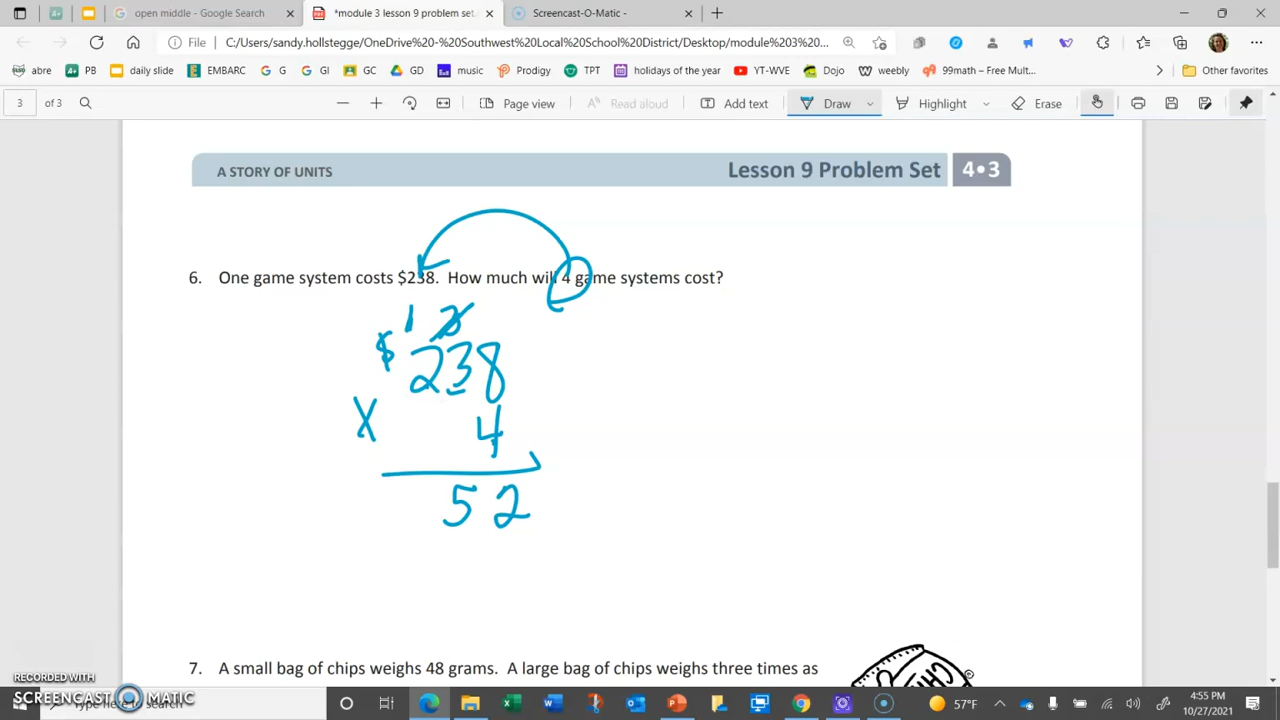 open middle - Google Search
*module 3 lesson 9 problem set.
Screencast-O-Matic -
File
C:/Users/sandy.hollstegge/OneDrive%20-%20Southwest%20Local%20School%20District/Desktop/module%203%...
abre
A+ PB
daily slide
EMBARC
G G
G GI
GC
GD
music
Prodigy
TPT
holidays of the year
YT-WVE
Dojo
weebly
99math – Free Mult...
Other favorites
3 of 3
Page view
Read aloud
Add text
Draw
Highlight
Erase
A STORY OF UNITS
Lesson 9 Problem Set 4•3
6. One game system costs $238. How much will 4 game systems cost?
1 3
$ 238
X 4
52
7. A small bag of chips weighs 48 grams. A large bag of chips weighs three times as
CHIPS
RECORDED WITH
SCREENCAST MATIC
Type here to search
57°F
4:55 PM
10/27/2021